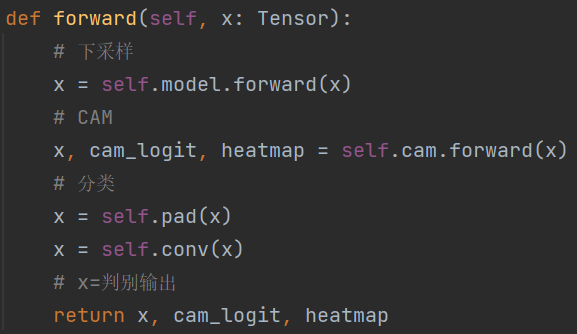 def forward(self, x: Tensor):
    # 下采样
    x = self.model.forward(x)
    # CAM
    x, cam_logit, heatmap = self.cam.forward(x)
    # 分类
    x = self.pad(x)
    x = self.conv(x)
    # x=判别输出
    return x, cam_logit, heatmap